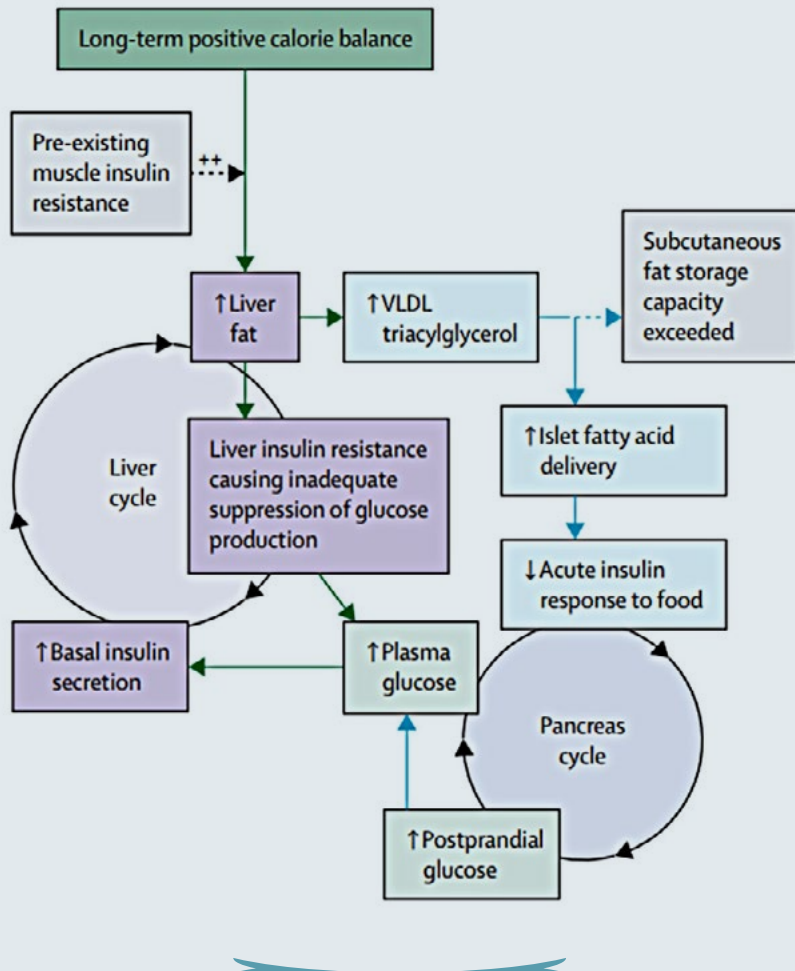 Long-term positive calorie balance
Pre-existing
muscle insulin
resistance
++
↑Liver
fat
↑VLDL
triacylglycerol
Subcutaneous
fat storage
capacity
exceeded
Liver
cycle
Liver insulin resistance
causing inadequate
suppression of glucose
production
↑Islet fatty acid
delivery
↓Acute insulin
response to food
↑Basal insulin
secretion
↑Plasma
glucose
Pancreas
cycle
↑Postprandial
glucose